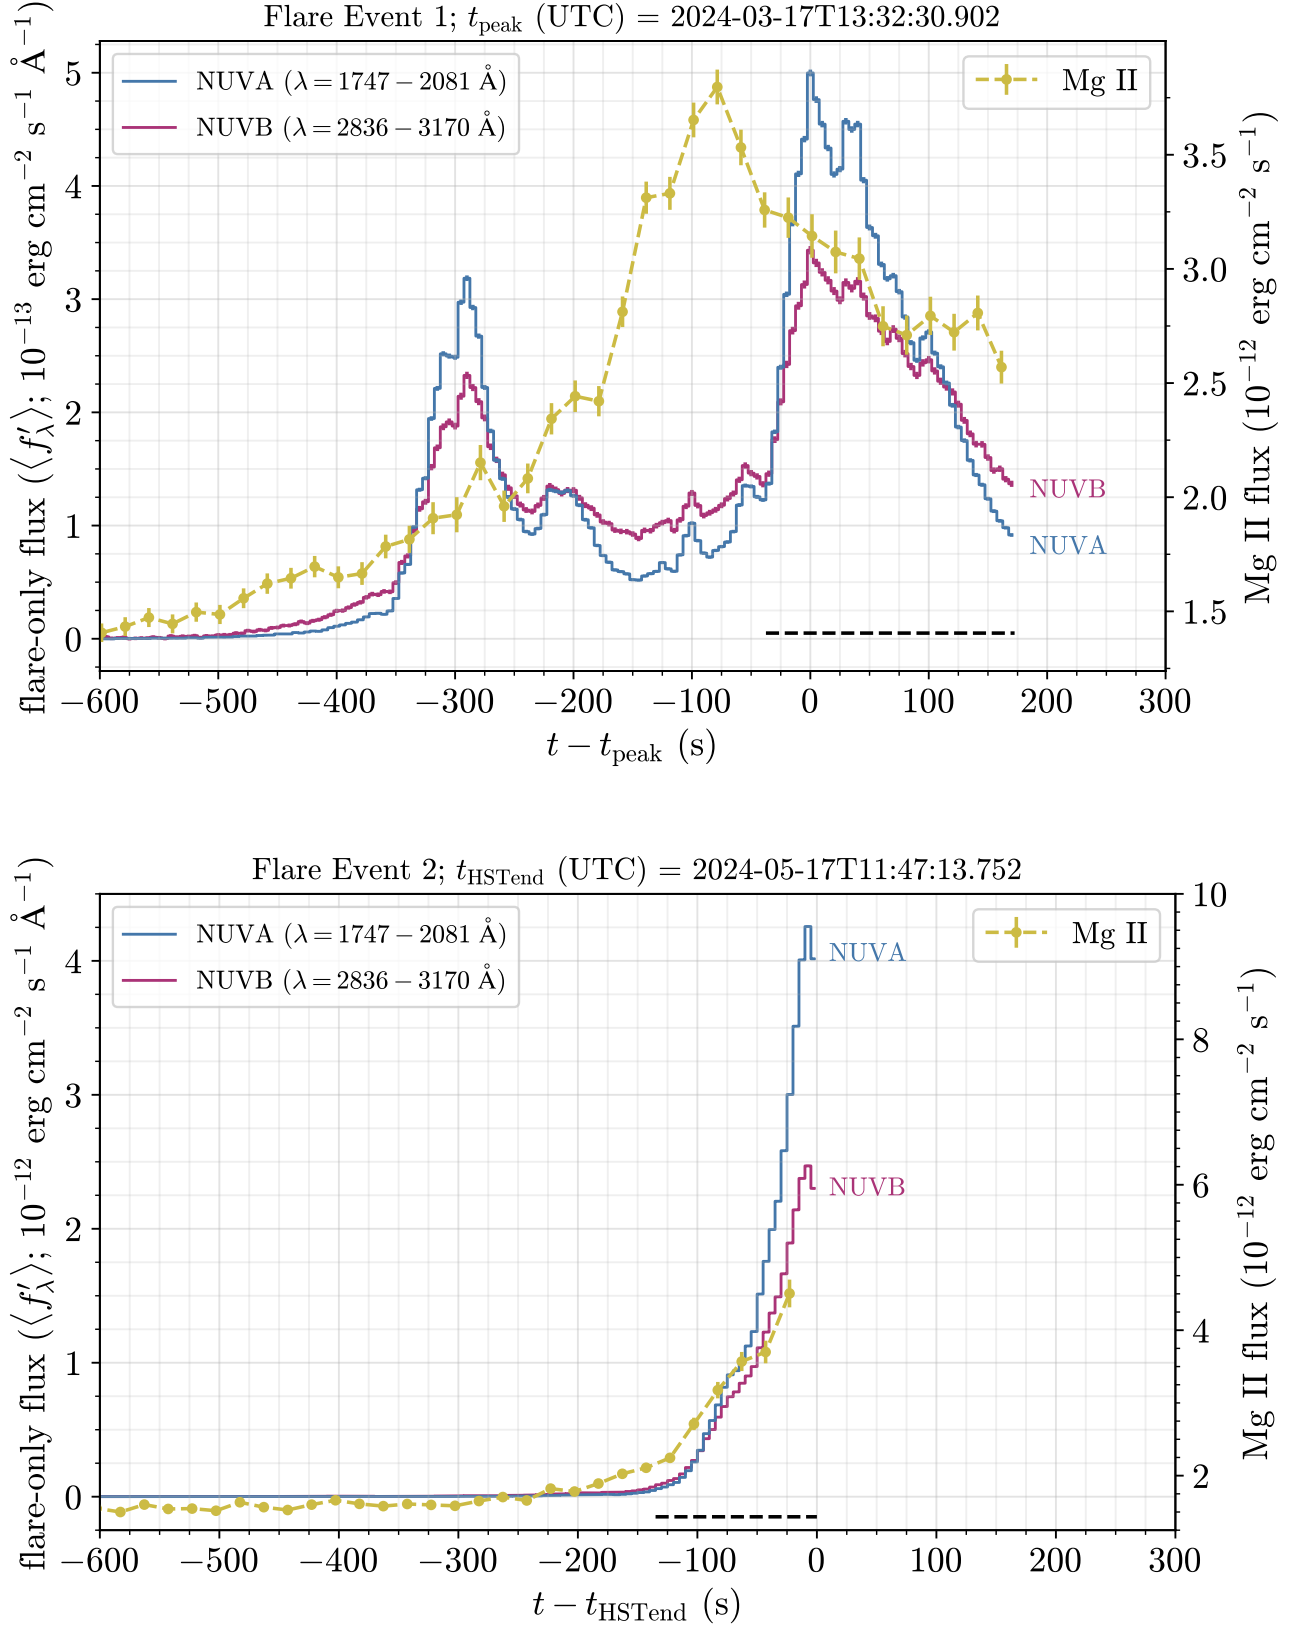 Flare Event 1; t_peak (UTC) = 2024-03-17T13:32:30.902
flare-only flux (⟨f′_λ⟩; 10⁻¹³ erg cm⁻² s⁻¹ Å⁻¹)
5
4
3
2
1
0
NUVA (λ = 1747 − 2081 Å)
NUVB (λ = 2836 − 3170 Å)
Mg II
NUVB
NUVA
3.5
3.0
2.5
2.0
1.5
Mg II flux (10⁻¹² erg cm⁻² s⁻¹)
−600 −500 −400 −300 −200 −100 0 100 200 300
t − t_peak (s)
Flare Event 2; t_HSTend (UTC) = 2024-05-17T11:47:13.752
flare-only flux (⟨f′_λ⟩; 10⁻¹² erg cm⁻² s⁻¹ Å⁻¹)
4
3
2
1
0
NUVA (λ = 1747 − 2081 Å)
NUVB (λ = 2836 − 3170 Å)
Mg II
NUVA
NUVB
10
8
6
4
2
Mg II flux (10⁻¹² erg cm⁻² s⁻¹)
−600 −500 −400 −300 −200 −100 0 100 200 300
t − t_HSTend (s)